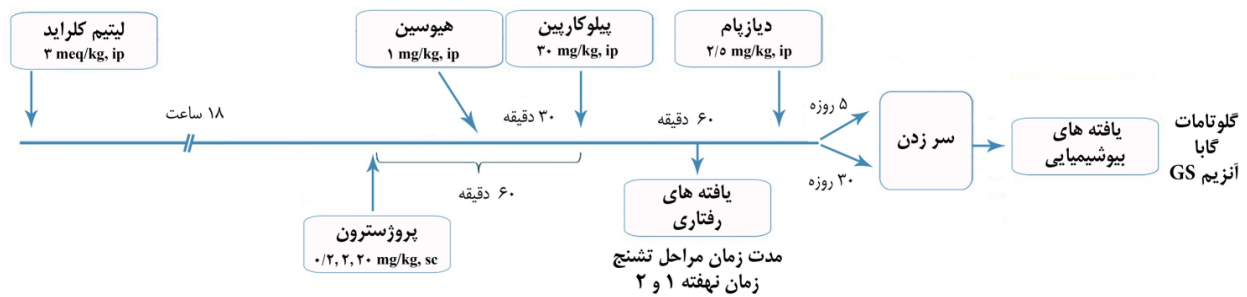 لیتیم کلراید
۳ meq/kg, ip
هیوسین
۱ mg/kg, ip
پیلوکارپین
۳۰ mg/kg, ip
دیازپام
۲/۵ mg/kg, ip
۱۸ ساعت
۳۰ دقیقه
۶۰ دقیقه
۶۰ دقیقه
پروژسترون
۰/۲, ۲, ۲۰ mg/kg, sc
یافته های
رفتاری
مدت زمان مراحل تشنج
زمان نهفته ۱ و ۲
۵ روزه
۳۰ روزه
سر زدن
یافته های
بیوشیمیایی
گلوتامات
گابا
آنزیم GS